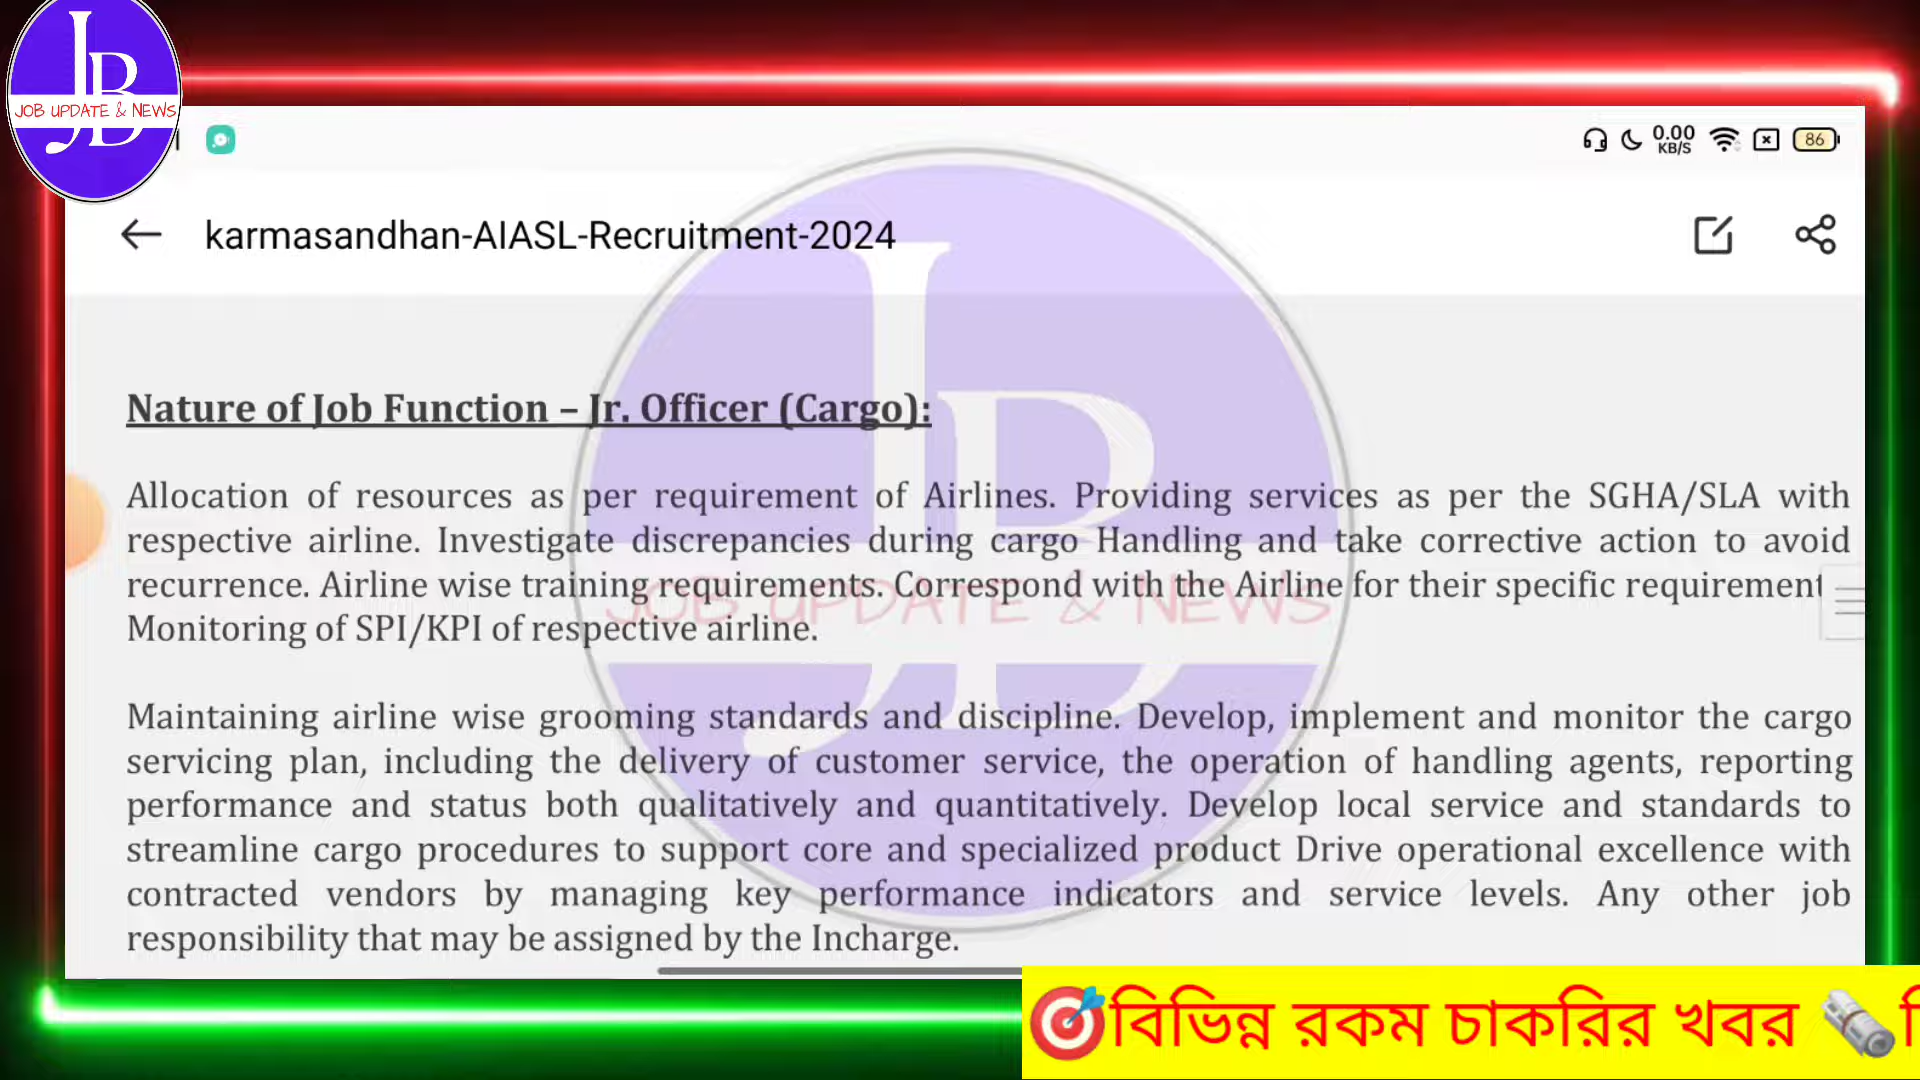 JB
JOB UPDATE & NEWS
0.00
KB/S
86
karmasandhan-AIASL-Recruitment-2024
Nature of Job Function – Jr. Officer (Cargo):
Allocation of resources as per requirement of Airlines. Providing services as per the SGHA/SLA with
respective airline. Investigate discrepancies during cargo Handling and take corrective action to avoid
recurrence. Airline wise training requirements. Correspond with the Airline for their specific requirement
Monitoring of SPI/KPI of respective airline.
JOB UPDATE & NEWS
Maintaining airline wise grooming standards and discipline. Develop, implement and monitor the cargo
servicing plan, including the delivery of customer service, the operation of handling agents, reporting
performance and status both qualitatively and quantitatively. Develop local service and standards to
streamline cargo procedures to support core and specialized product Drive operational excellence with
contracted vendors by managing key performance indicators and service levels. Any other job
responsibility that may be assigned by the Incharge.
বিভিন্ন রকম চাকরির খবর